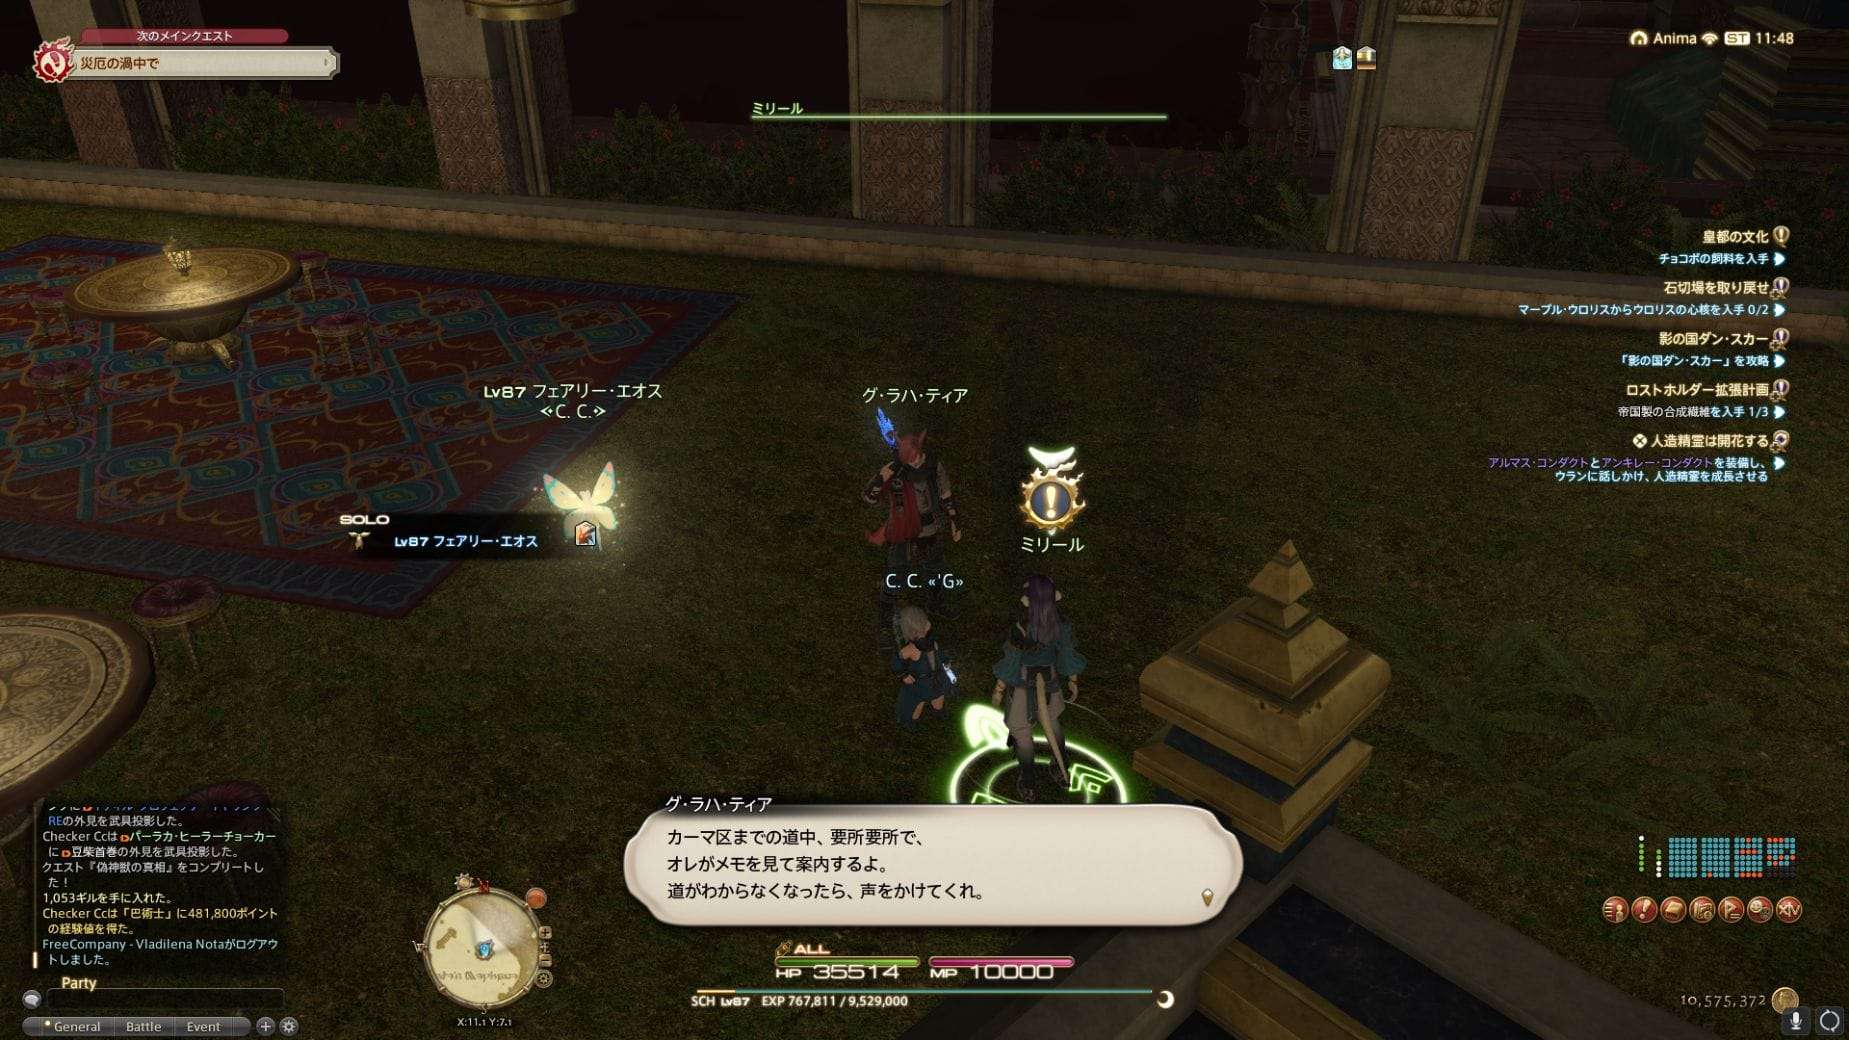 次のメインクエスト
災厄の渦中で
Anima ST 11:48
ミリール
皇都の文化
チョコボの飼料を入手
石切場を取り戻せ
マーブル・ウロリスからウロリスの心核を入手 0/2
影の国ダン・スカー
「影の国ダン・スカー」を攻略
ロストホルダー拡張計画
帝国製の合成繊維を入手 1/3
人造精霊は開花する
アルマス・コンダクトとアンキレー・コンダクトを装備し、
ウランに話しかけ、人造精霊を成長させる
Lv87 フェアリー・エオス
«C. C.»
グ・ラハ・ティア
ミリール
SOLO
Lv87 フェアリー・エオス
C. C. «'G»
グ・ラハ・ティア
カーマ区までの道中、要所要所で、
オレがメモを見て案内するよ。
道がわからなくなったら、声をかけてくれ。
REの外見を武具投影した。
Checker Ccは パーラカ・ヒーラーチョーカー
に 豆柴首巻の外見を武具投影した。
クエスト『偽神獣の真相』をコンプリートし
た！
1,053ギルを手に入れた。
Checker Ccは「巴術士」に481,800ポイント
の経験値を得た。
FreeCompany - Vladilena Notaがログアウ
トしました。
Party
General Battle Event
N
X:11.1 Y:7.1
ALL
HP 35514 MP 10000
SCH Lv87 EXP 767,811 / 9,529,000
XIV
10,575,372